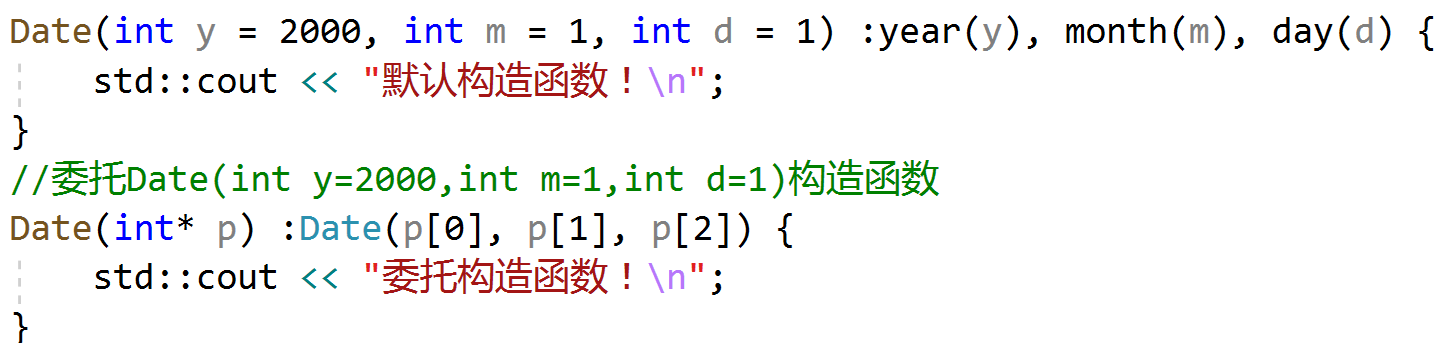 Date(int y = 2000, int m = 1, int d = 1) :year(y), month(m), day(d) {
    std::cout << "默认构造函数！\n";
}
//委托Date(int y=2000,int m=1,int d=1)构造函数
Date(int* p) :Date(p[0], p[1], p[2]) {
    std::cout << "委托构造函数！\n";
}